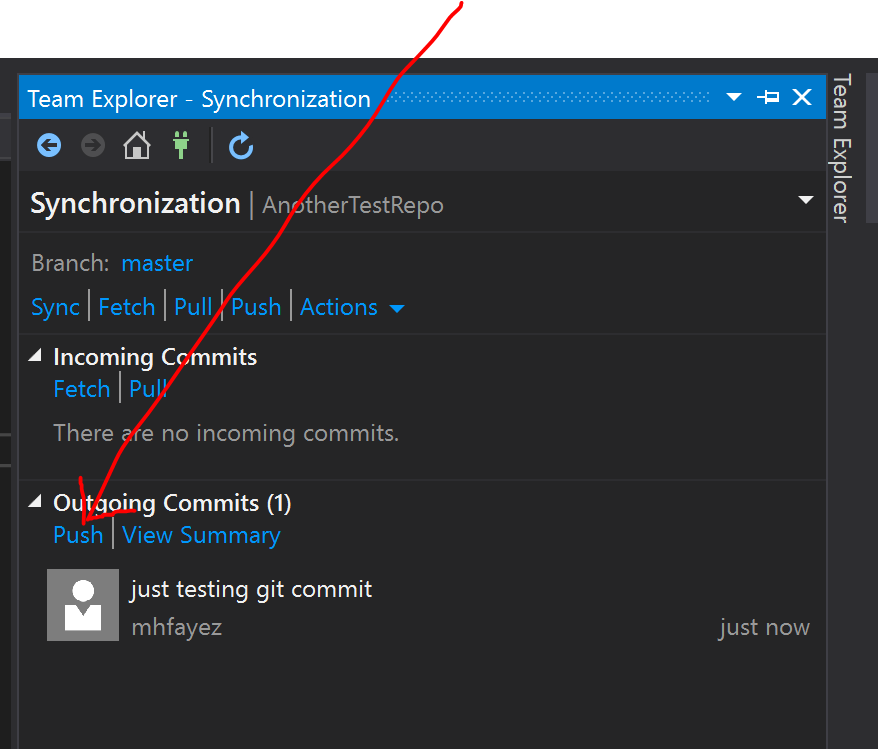 Team Explorer - Synchronization
Team Explorer
Synchronization | AnotherTestRepo
Branch: master
Sync | Fetch | Pull | Push | Actions
Incoming Commits
Fetch | Pull
There are no incoming commits.
Outgoing Commits (1)
Push | View Summary
just testing git commit
mhfayez just now